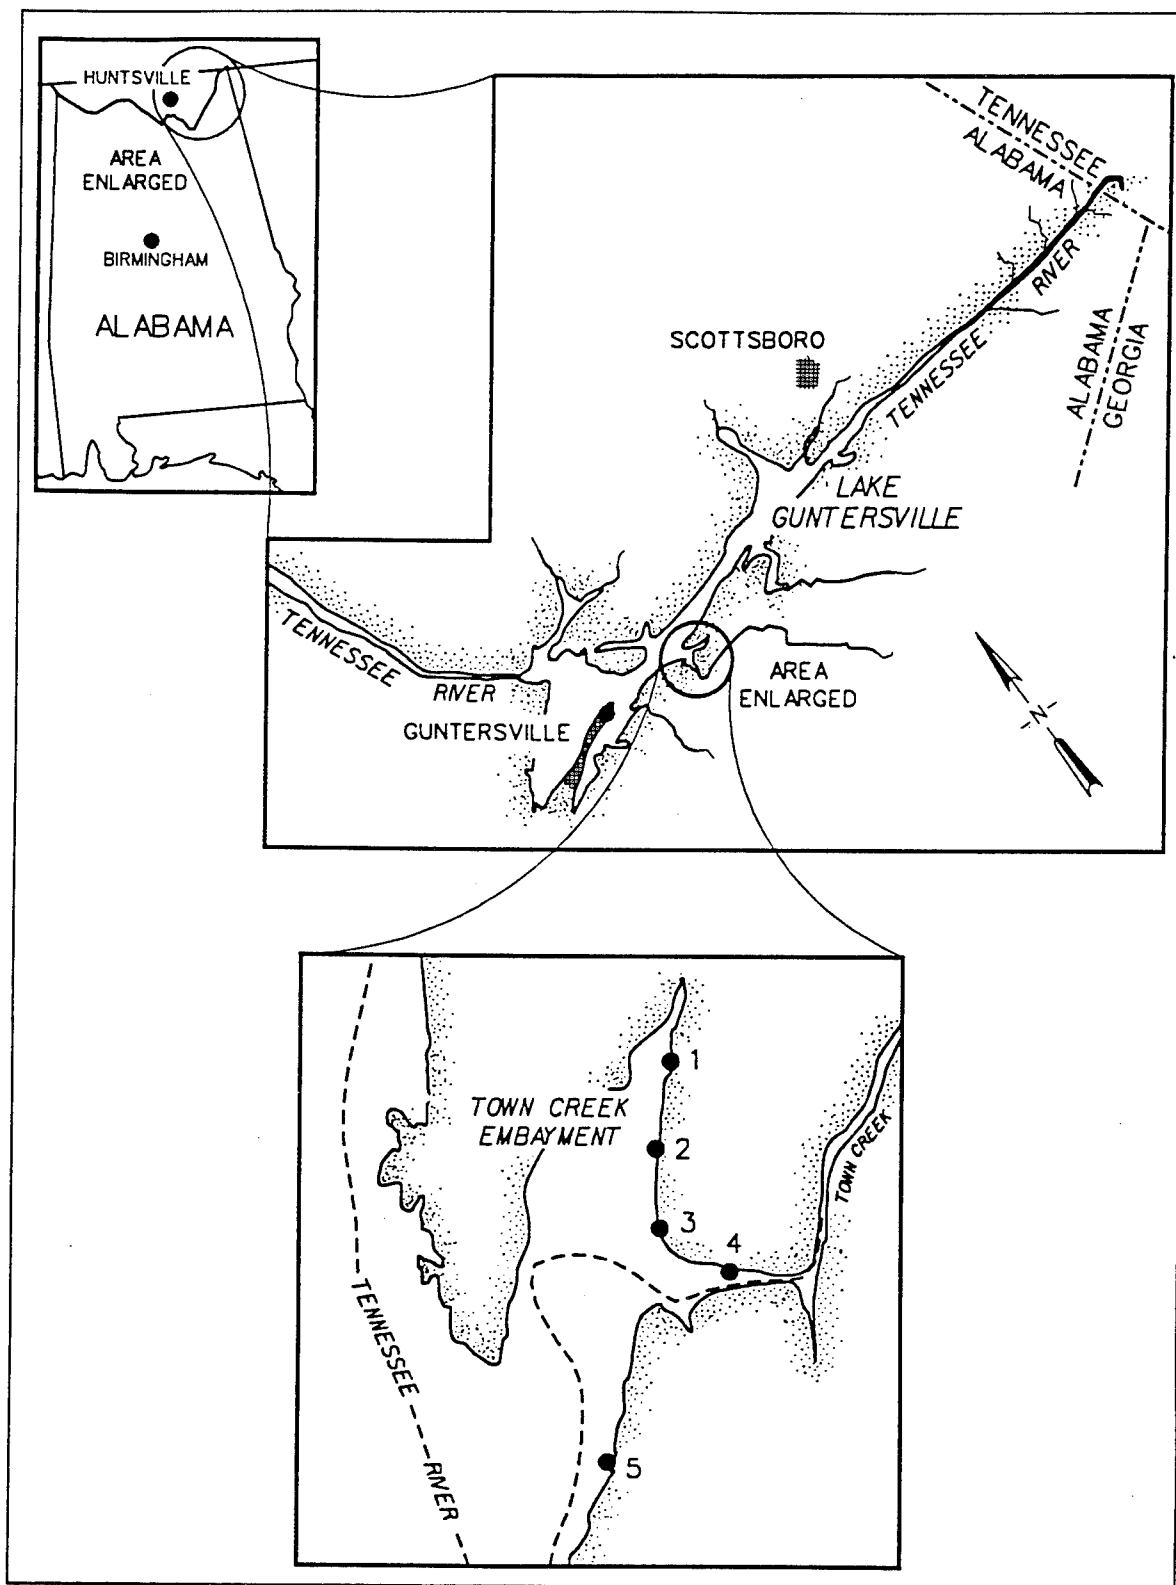 HUNTSVILLE
AREA
ENLARGED
BIRMINGHAM
ALABAMA
TENNESSEE
ALABAMA
ALABAMA
GEORGIA
SCOTTSBORO
TENNESSEE RIVER
LAKE
GUNTERSVILLE
TENNESSEE RIVER
GUNTERSVILLE
AREA
ENLARGED
N
TOWN CREEK
EMBAYMENT
TOWN CREEK
1
2
3
4
5
TENNESSEE RIVER